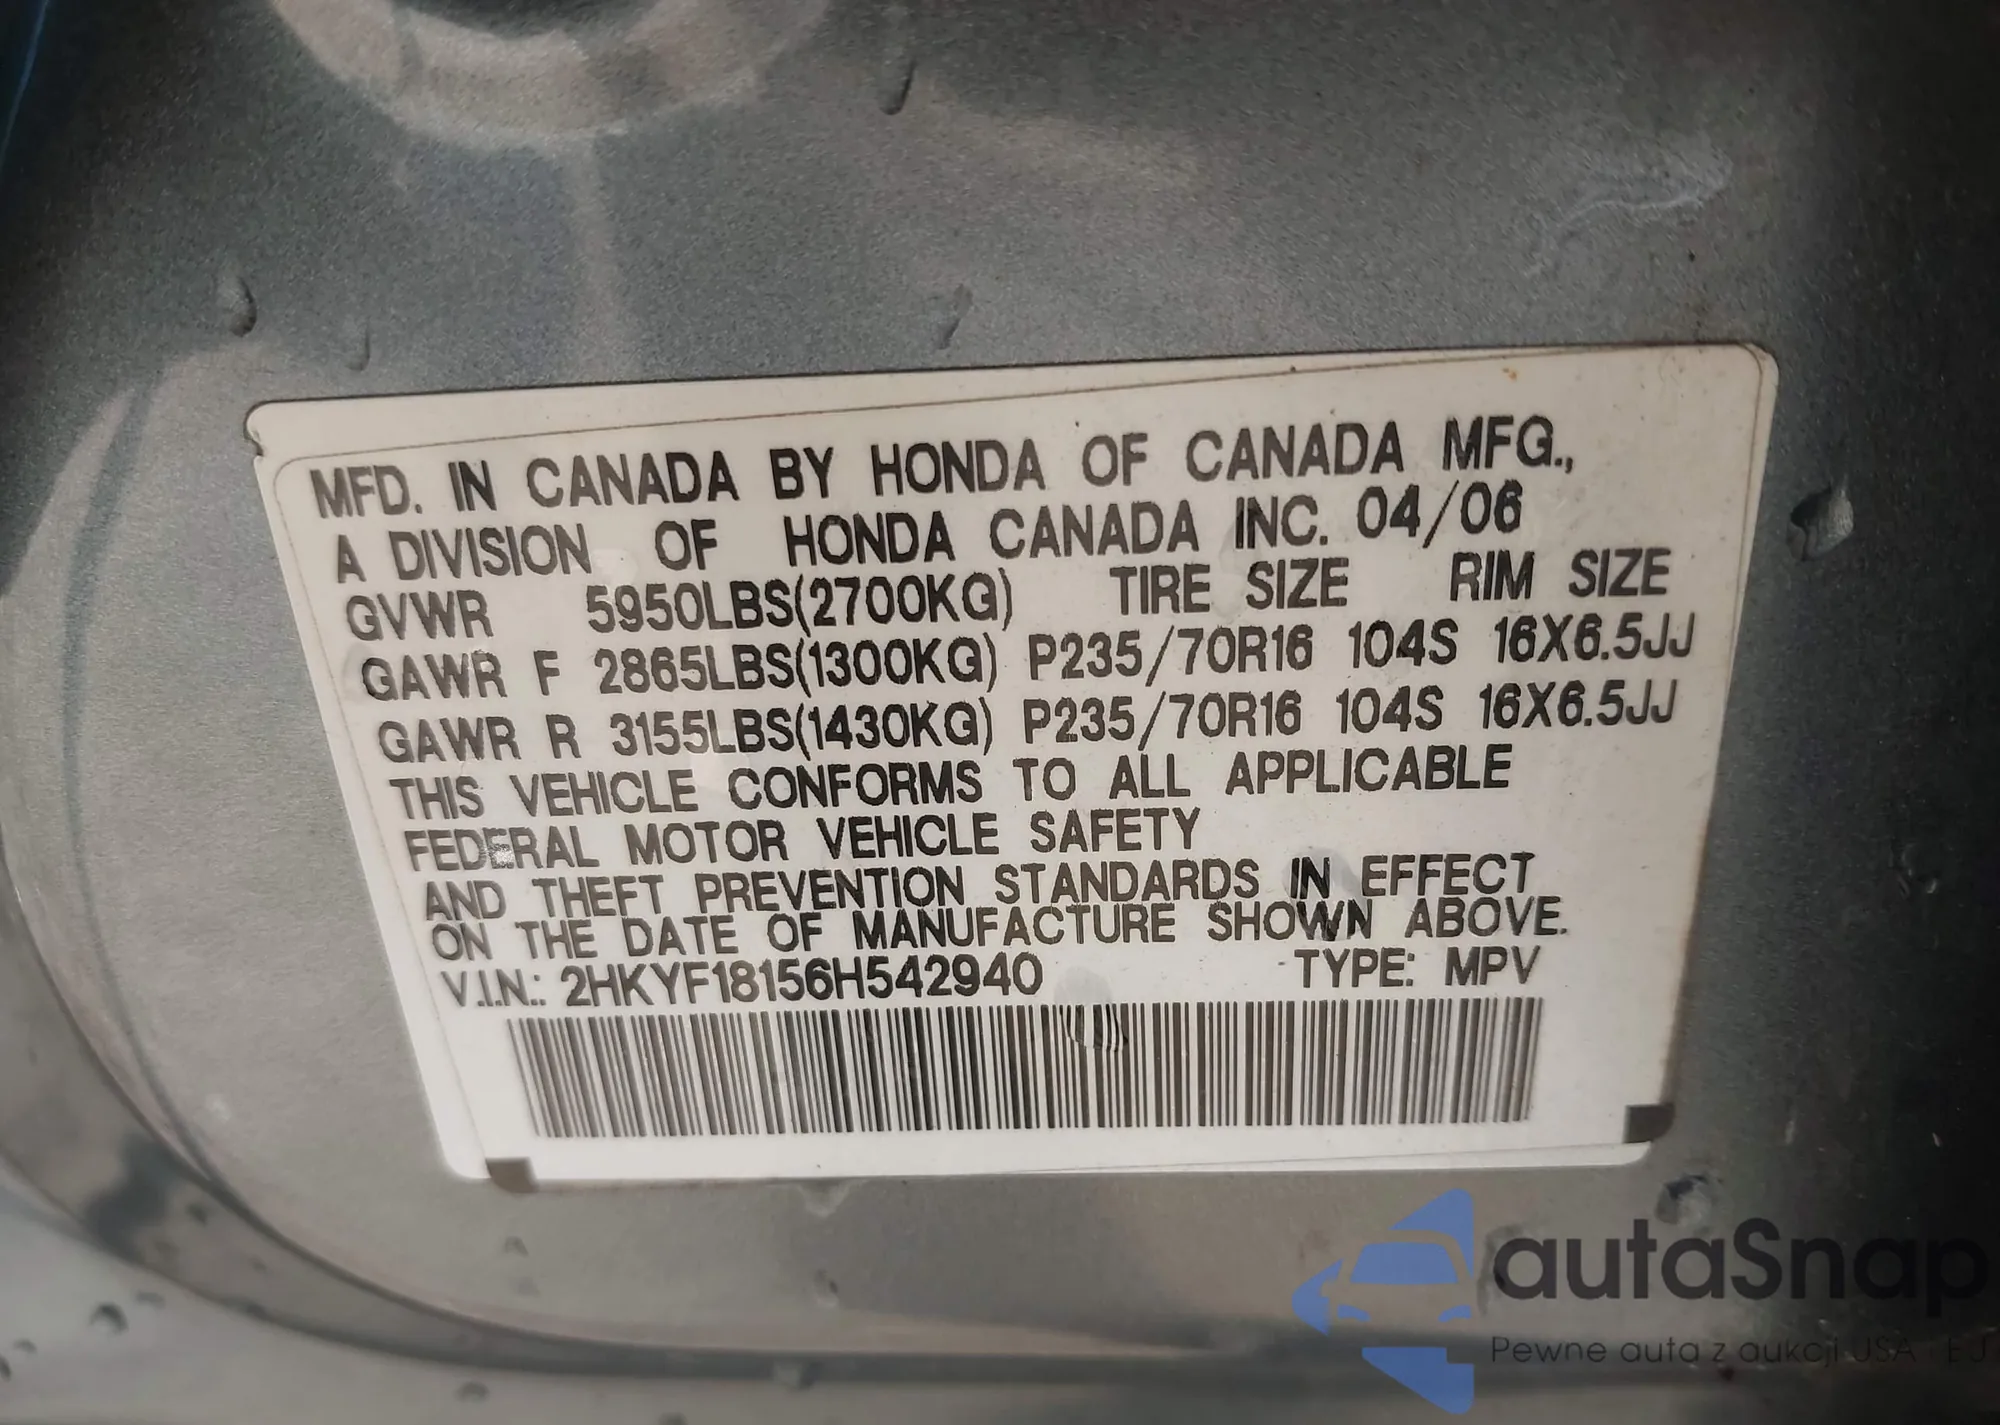 MFD. IN CANADA BY HONDA OF CANADA MFG.,
A DIVISION OF HONDA CANADA INC. 04/06
GVWR 5950LBS(2700KG) TIRE SIZE RIM SIZE
GAWR F 2865LBS(1300KG) P235/70R16 104S 16X6.5JJ
GAWR R 3155LBS(1430KG) P235/70R16 104S 16X6.5JJ
THIS VEHICLE CONFORMS TO ALL APPLICABLE
FEDERAL MOTOR VEHICLE SAFETY
AND THEFT PREVENTION STANDARDS IN EFFECT
ON THE DATE OF MANUFACTURE SHOWN ABOVE.
V.I.N.: 2HKYF18156H542940 TYPE: MPV
autaSnap
Pewne auta z aukcji USA